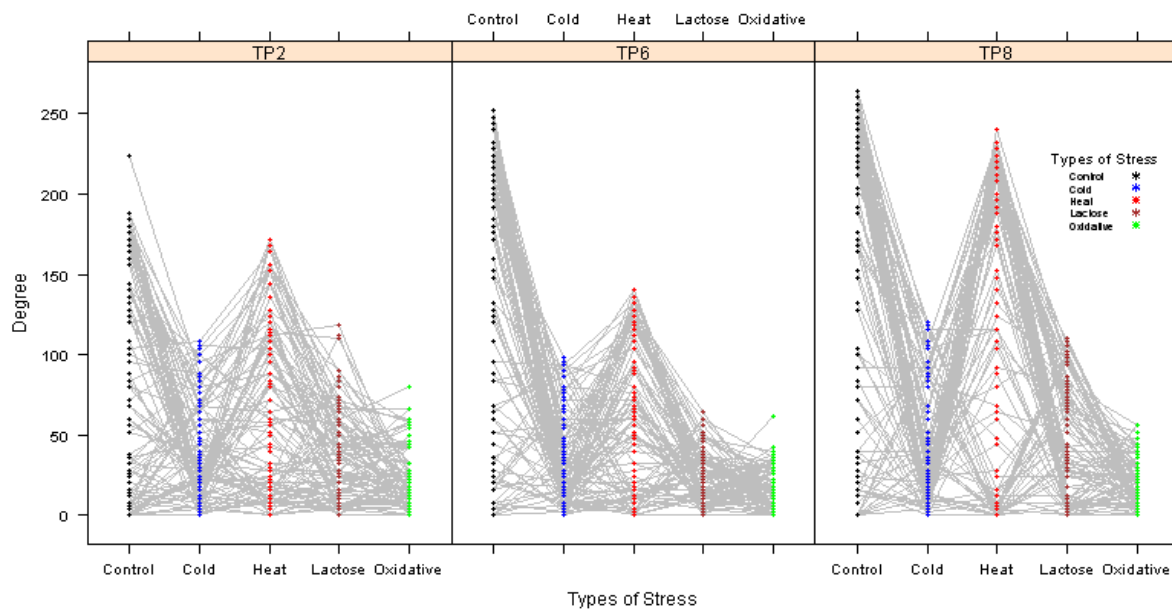 Control Cold Heat Lactose Oxidative
TP2 TP6 TP8
250
200
150
100
50
0
Degree
Types of Stress
Control
Cold
Heat
Lactose
Oxidative
Control Cold Heat Lactose Oxidative Control Cold Heat Lactose Oxidative
Types of Stress